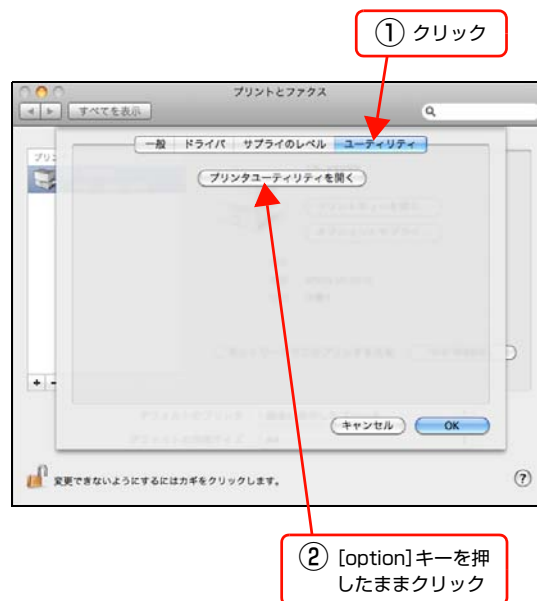 ① クリック
プリントとファクス
すべてを表示
一般 ドライバ サプライのレベル ユーティリティ
プリンタユーティリティを開く
キャンセル OK
変更できないようにするにはカギをクリックします。
?
② [option]キーを押
したままクリック